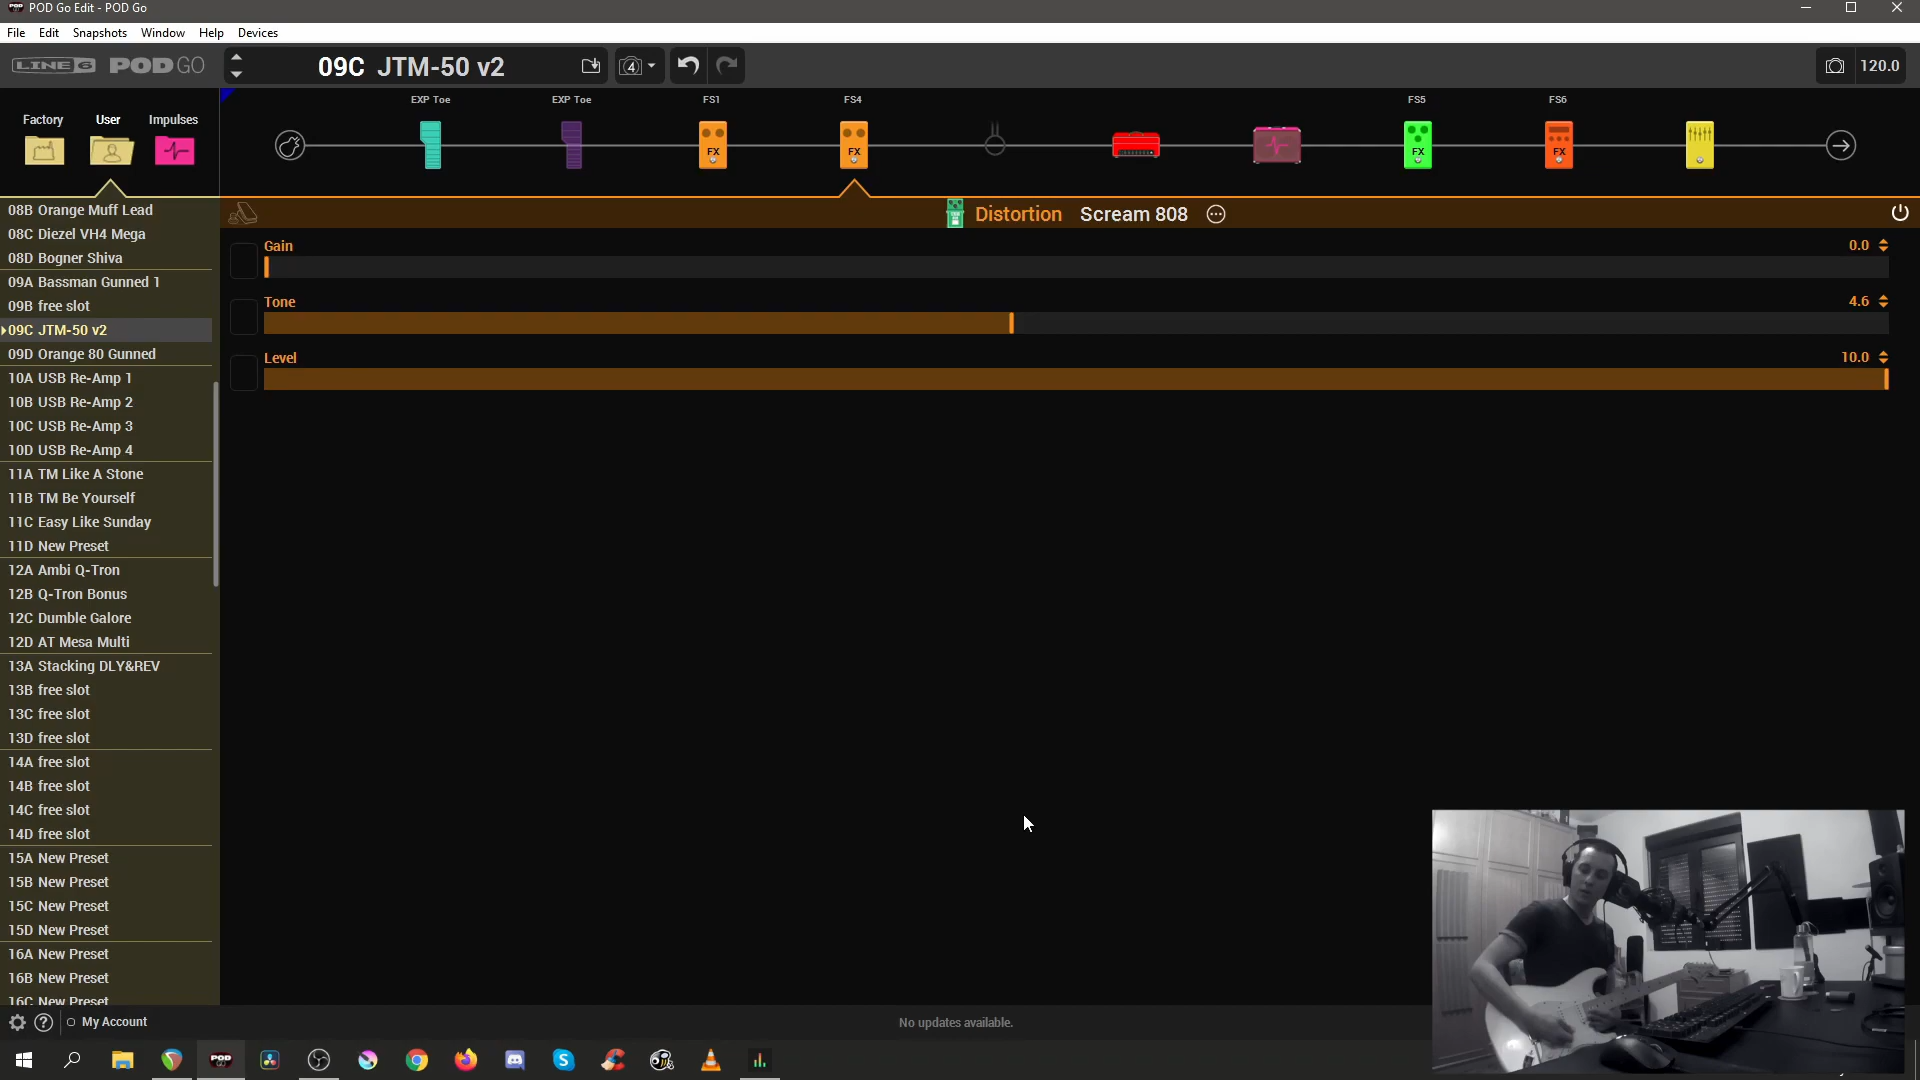 POD Go Edit - POD Go
File Edit Snapshots Window Help Devices
LINE 6 POD GO
09C JTM-50 v2
4
120.0
Factory User Impulses
EXP Toe EXP Toe FS1 FS4 FS5 FS6
FX FX FX FX
Distortion Scream 808
Gain 0.0
Tone 4.6
Level 10.0
08B Orange Muff Lead
08C Diezel VH4 Mega
08D Bogner Shiva
09A Bassman Gunned 1
09B free slot
09C JTM-50 v2
09D Orange 80 Gunned
10A USB Re-Amp 1
10B USB Re-Amp 2
10C USB Re-Amp 3
10D USB Re-Amp 4
11A TM Like A Stone
11B TM Be Yourself
11C Easy Like Sunday
11D New Preset
12A Ambi Q-Tron
12B Q-Tron Bonus
12C Dumble Galore
12D AT Mesa Multi
13A Stacking DLY&REV
13B free slot
13C free slot
13D free slot
14A free slot
14B free slot
14C free slot
14D free slot
15A New Preset
15B New Preset
15C New Preset
15D New Preset
16A New Preset
16B New Preset
16C New Preset
My Account
No updates available.
POD